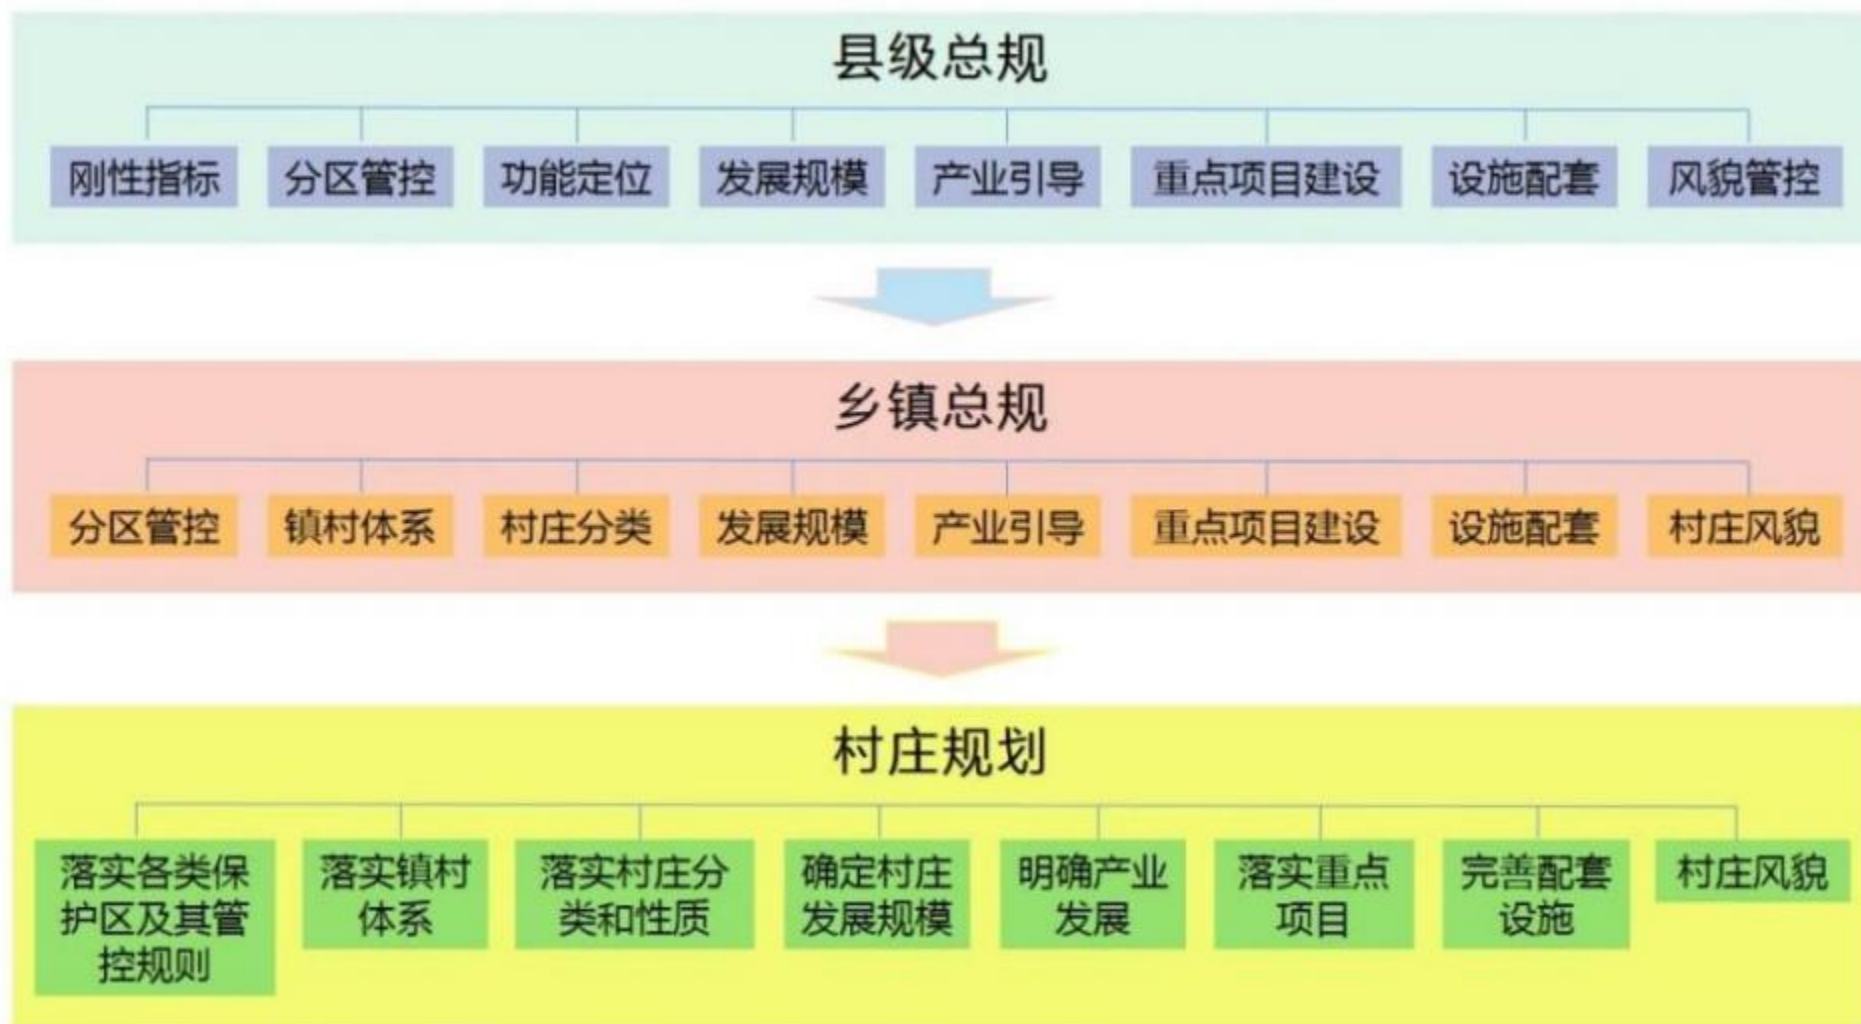 县级总规
刚性指标 分区管控 功能定位 发展规模 产业引导 重点项目建设 设施配套 风貌管控
乡镇总规
分区管控 镇村体系 村庄分类 发展规模 产业引导 重点项目建设 设施配套 村庄风貌
村庄规划
落实各类保
护区及其管
控规则
落实镇村
体系
落实村庄分
类和性质
确定村庄
发展规模
明确产业
发展
落实重点
项目
完善配套
设施
村庄风貌